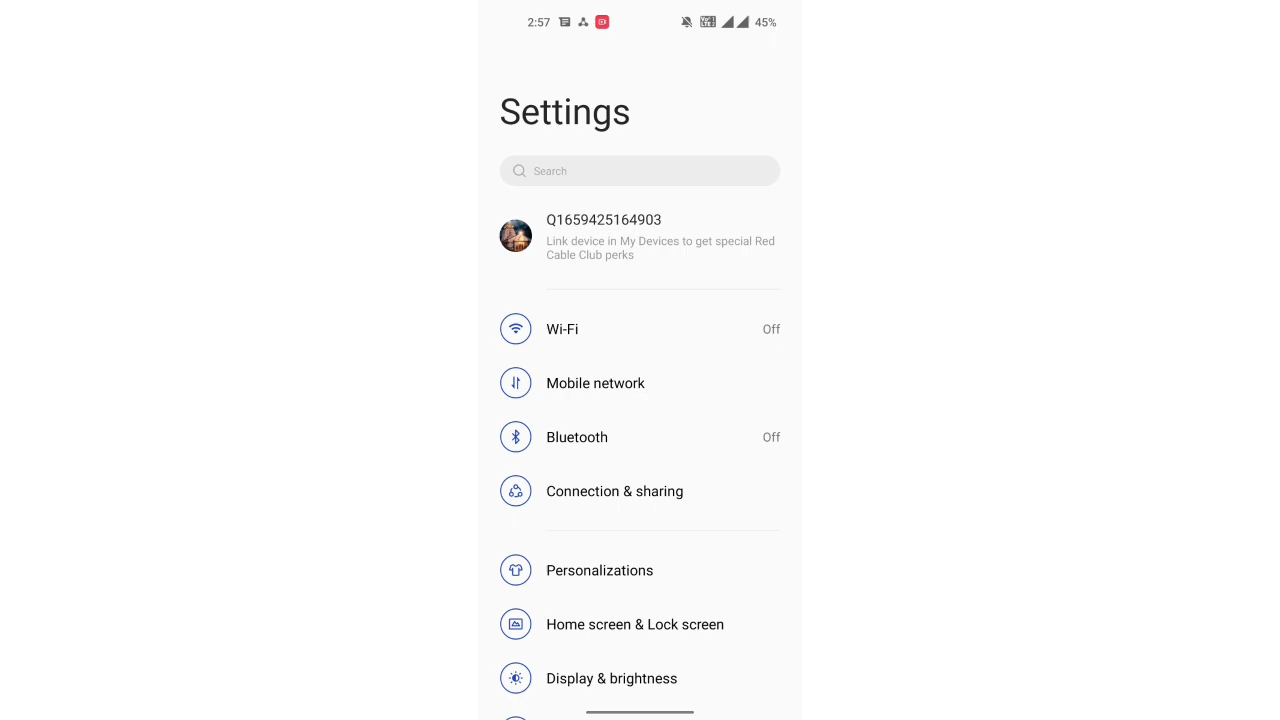 2:57 45%
Settings
Search
Q1659425164903
Link device in My Devices to get special Red
Cable Club perks
Wi-Fi Off
Mobile network
Bluetooth Off
Connection & sharing
Personalizations
Home screen & Lock screen
Display & brightness